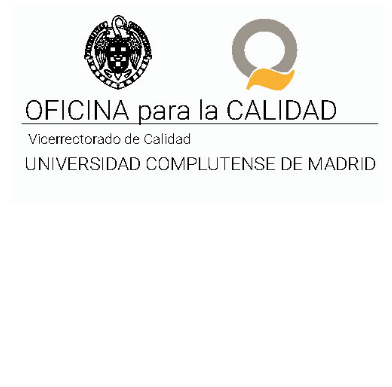 OFICINA para la CALIDAD
Vicerrectorado de Calidad
UNIVERSIDAD COMPLUTENSE DE MADRID